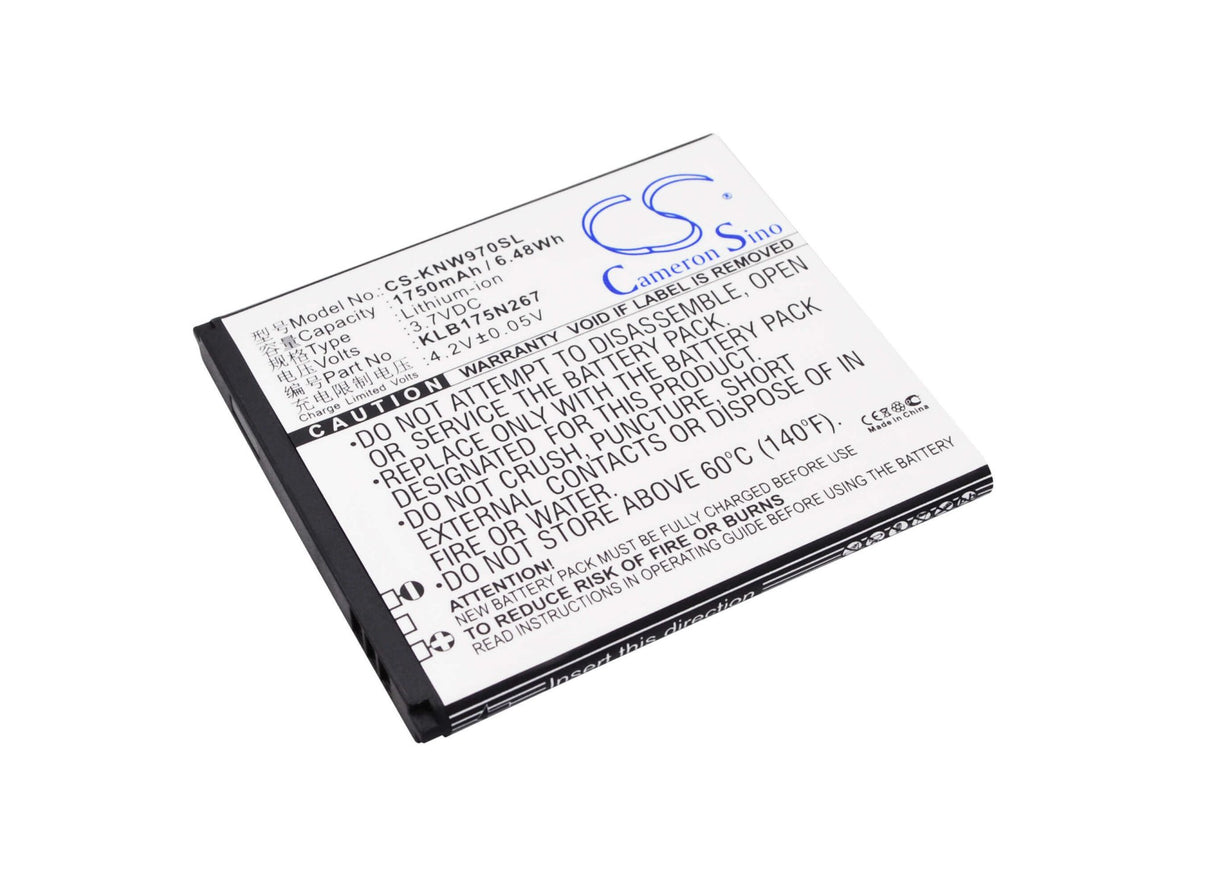 CS
®
Cameron Sino
型号Model No. CS-KNW970SL
容量Capacity 1750mAh / 6.48Wh
规格Type Lithium-ion
电压Volts 3.7VDC
编号Part No KLB175N267
充电限制电压 4.2V±0.05V
Charge Limited Volts
CAUTION WARRANTY VOID IF LABEL IS REMOVED
•DO NOT ATTEMPT TO DISASSEMBLE, OPEN
OR SERVICE THE BATTERY PACK.
•REPLACE ONLY WITH THE BATTERY PACK
DESIGNATED FOR THIS PRODUCT.
•DO NOT CRUSH, PUNCTURE, SHORT
EXTERNAL CONTACTS OR DISPOSE IN
FIRE OR WATER.
•DO NOT STORE ABOVE 60°C (140°F).
CE
Made in China
ATTENTION!
NEW BATTERY PACK MUST BE FULLY CHARGED BEFORE USE
TO REDUCE RISK OF FIRE OR BURNS
READ INSTRUCTIONS IN OPERATING GUIDE BEFORE USING THE BATTERY
Insert this direction